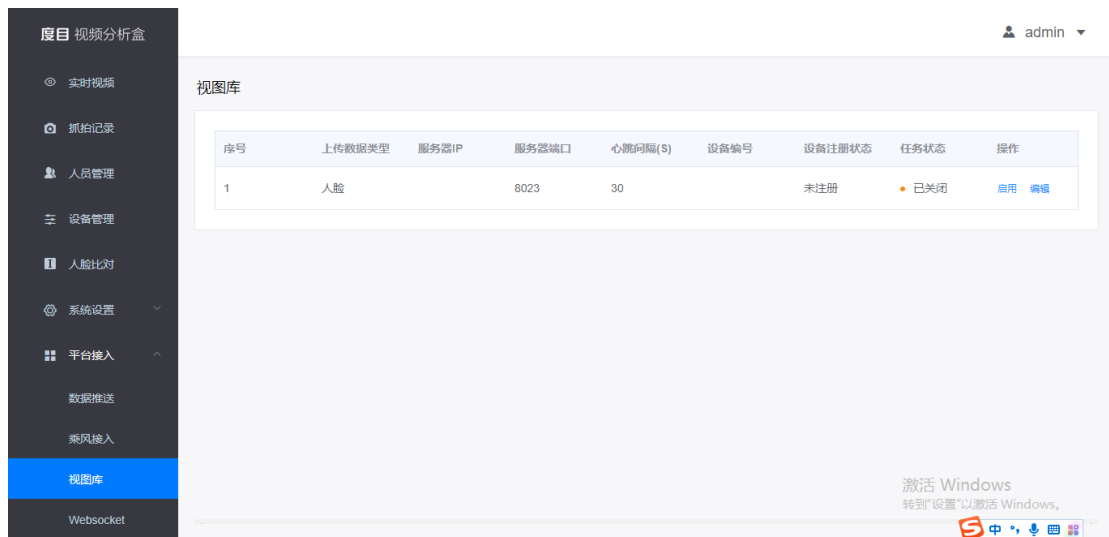 度目 视频分析盒
admin
实时视频
抓拍记录
人员管理
设备管理
人脸比对
系统设置
平台接入
数据推送
乘风接入
视图库
Websocket
视图库
序号 上传数据类型 服务器IP 服务器端口 心跳间隔(S) 设备编号 设备注册状态 任务状态 操作
1 人脸 8023 30 未注册 已关闭 启用 编辑
激活 Windows
转到"设置"以激活 Windows。
中